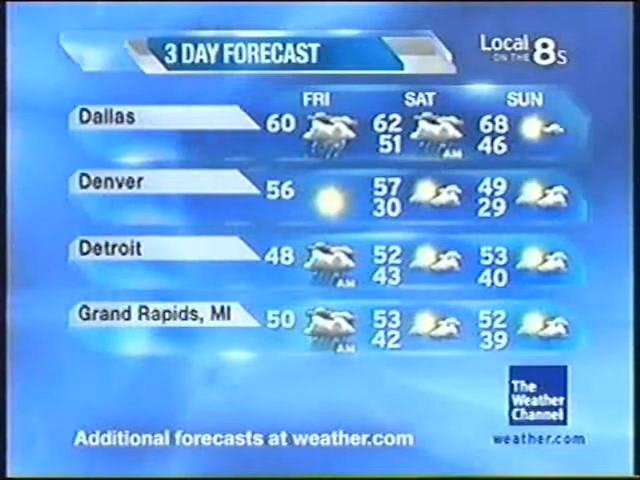 3 DAY FORECAST
Local
ON THE 8s
FRI SAT SUN
Dallas 60 62 68
51 AM 46
Denver 56 57 49
30 29
Detroit 48 52 53
AM 43 40
Grand Rapids, MI 50 53 52
AM 42 39
The
Weather
Channel
Additional forecasts at weather.com
weather.com